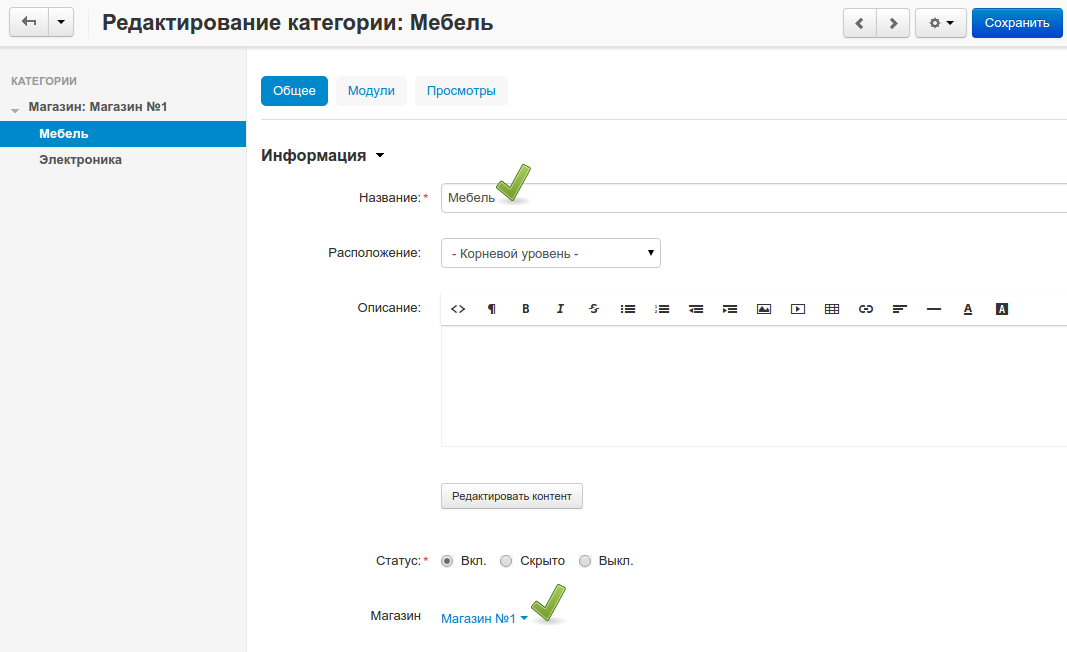 Редактирование категории: Мебель
Сохранить
КАТЕГОРИИ
Магазин: Магазин №1
Мебель
Электроника
Общее Модули Просмотры
Информация
Название:* Мебель
Расположение: - Корневой уровень -
Описание:
Редактировать контент
Статус:* Вкл. Скрыто Выкл.
Магазин Магазин №1